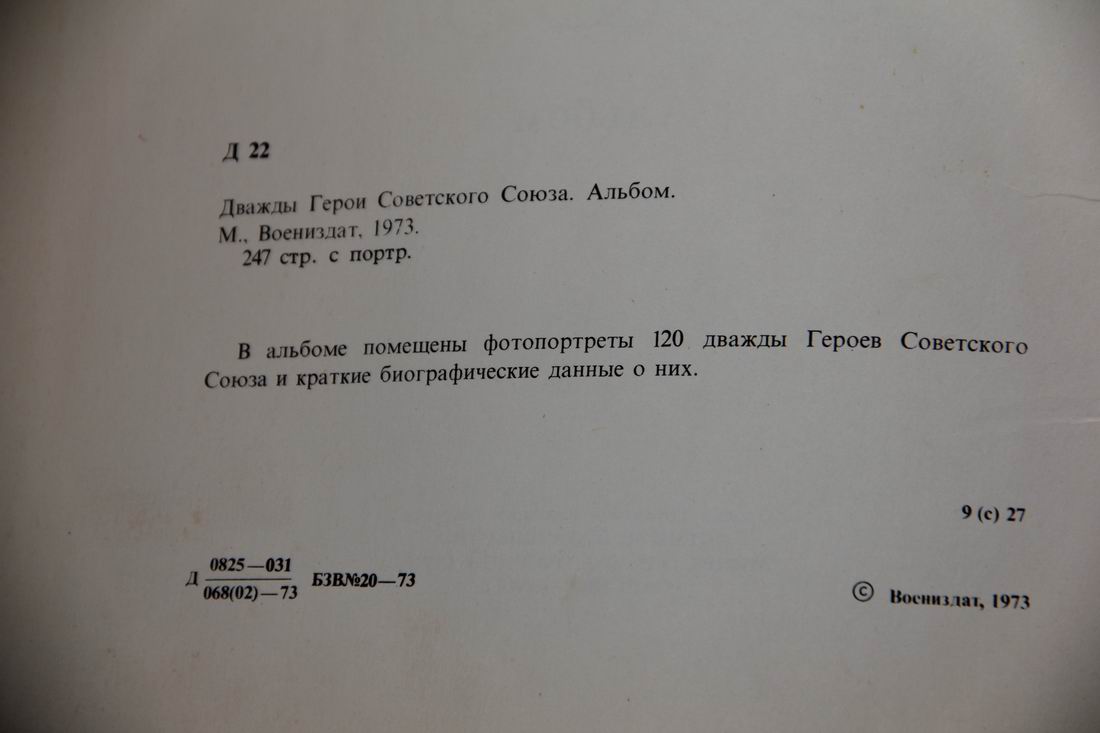 Д 22
Дважды Герои Советского Союза. Альбом.
М., Воениздат, 1973.
247 стр. с портр.
В альбоме помещены фотопортреты 120 дважды Героев Советского
Союза и краткие биографические данные о них.
9 (с) 27
0825—031
Д БЗВ№20—73
068(02)—73
© Воениздат, 1973